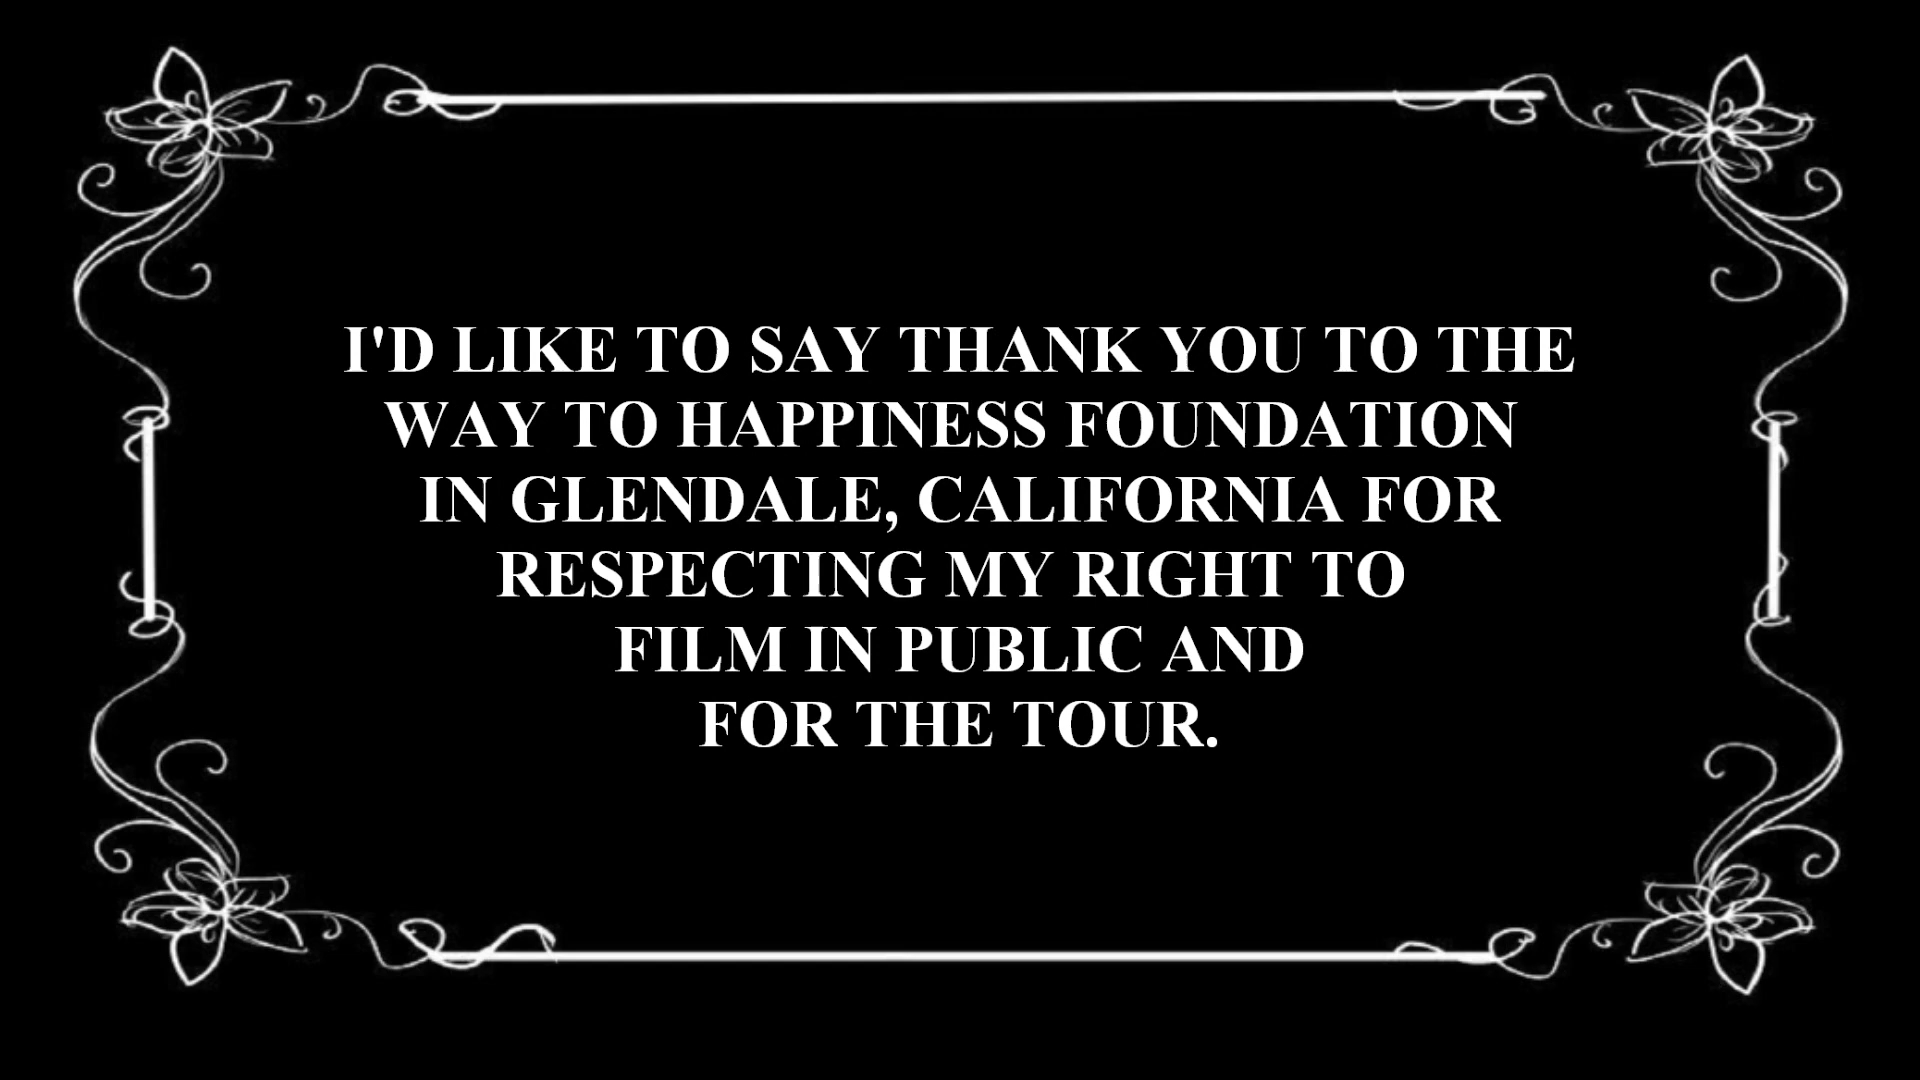 I'D LIKE TO SAY THANK YOU TO THE
WAY TO HAPPINESS FOUNDATION
IN GLENDALE, CALIFORNIA FOR
RESPECTING MY RIGHT TO
FILM IN PUBLIC AND
FOR THE TOUR.